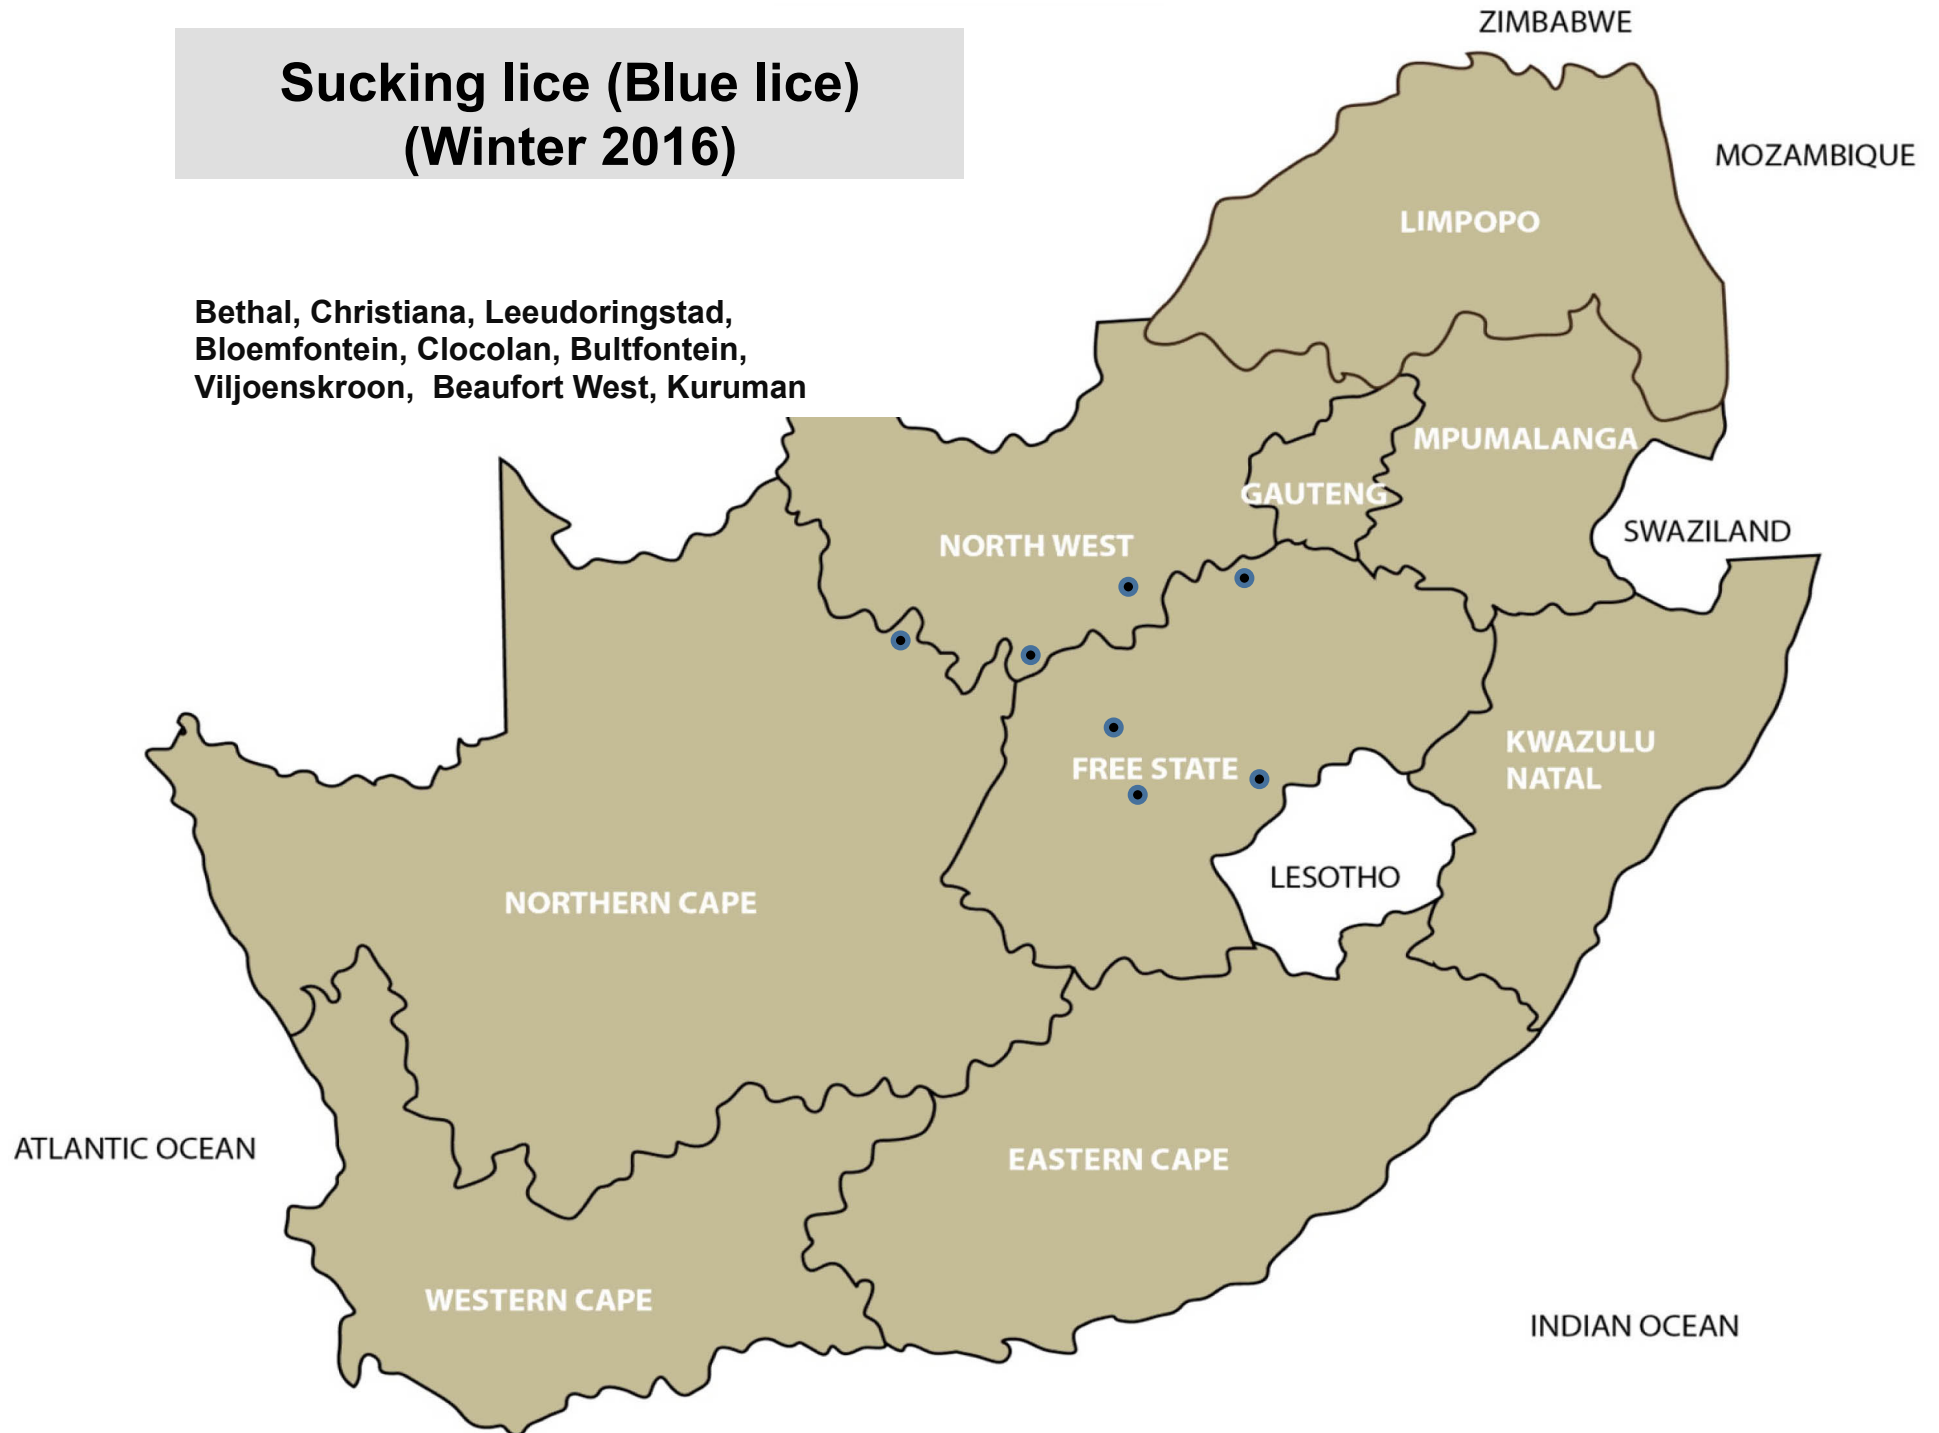 Sucking lice (Blue lice)
(Winter 2016)
Bethal, Christiana, Leeudoringstad,
Bloemfontein, Clocolan, Bultfontein,
Viljoenskroon, Beaufort West, Kuruman
ZIMBABWE
MOZAMBIQUE
LIMPOPO
MPUMALANGA
GAUTENG
SWAZILAND
NORTH WEST
KWAZULU
NATAL
FREE STATE
LESOTHO
NORTHERN CAPE
ATLANTIC OCEAN
EASTERN CAPE
WESTERN CAPE
INDIAN OCEAN